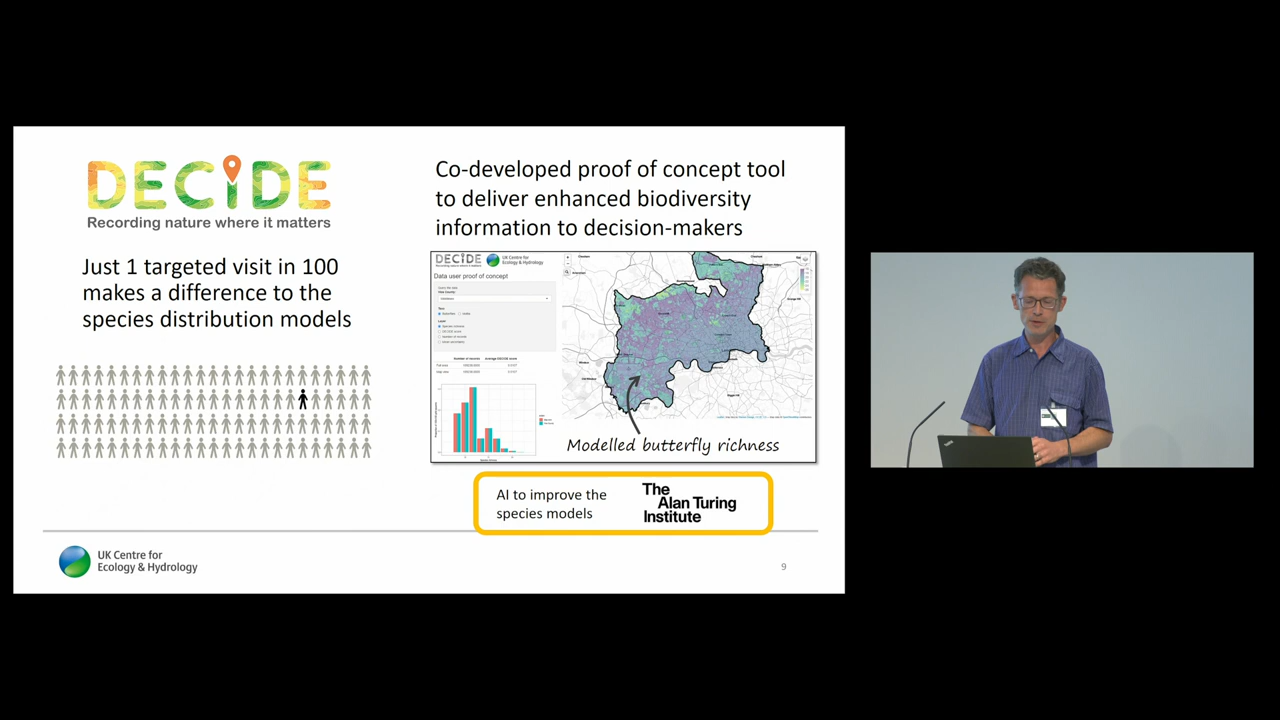 DECIDE
Recording nature where it matters
Just 1 targeted visit in 100
makes a difference to the
species distribution models
Co-developed proof of concept tool
to deliver enhanced biodiversity
information to decision-makers
DECIDE
UK Centre for
Ecology & Hydrology
Data user proof of concept
Modelled butterfly richness
AI to improve the
species models
The
Alan Turing
Institute
UK Centre for
Ecology & Hydrology
9